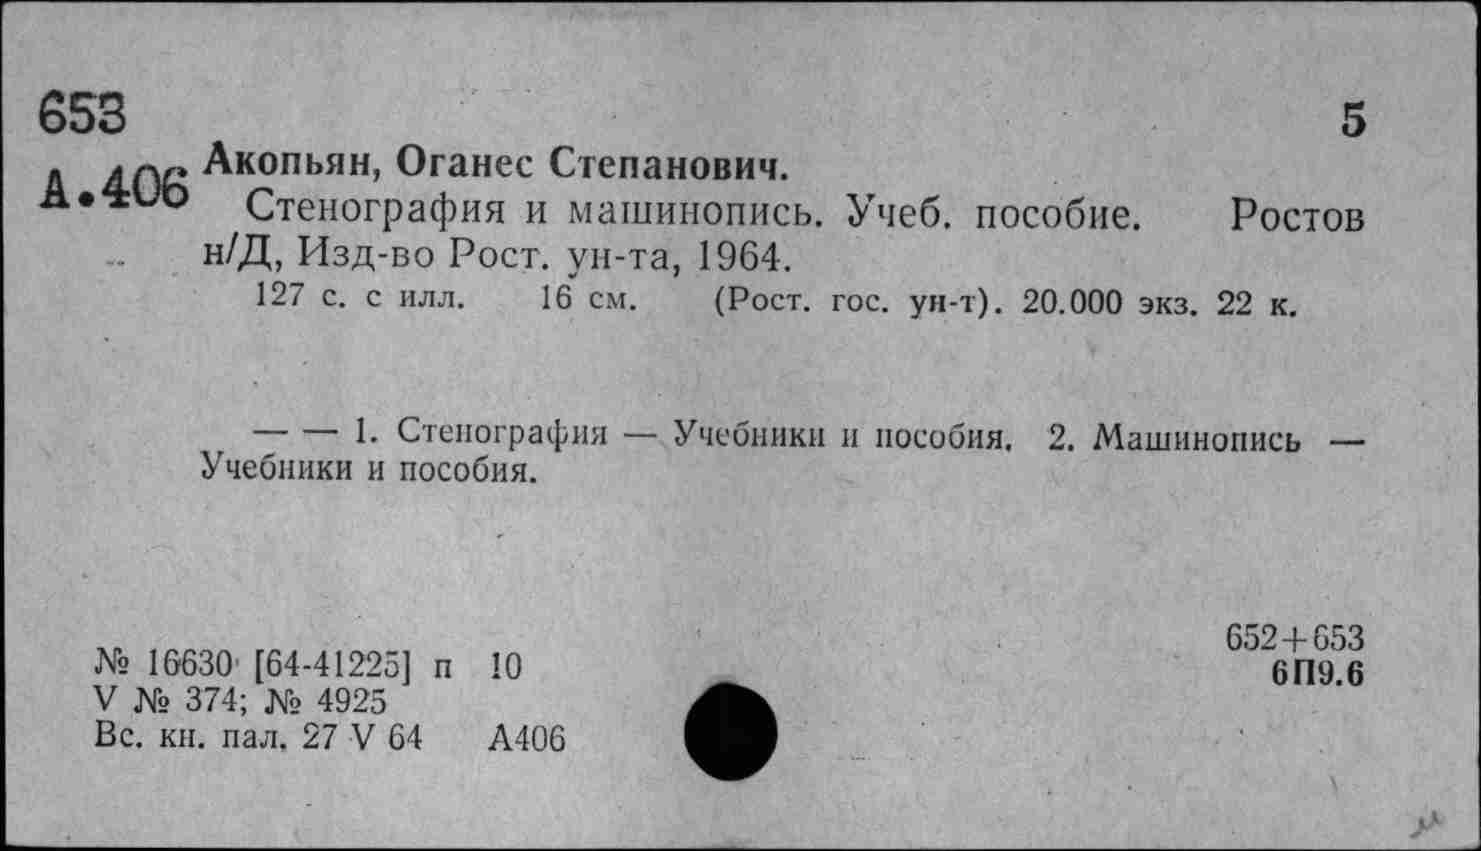 653
5
А.406
Акопьян, Оганес Степанович.
Стенография и машинопись. Учеб. пособие. Ростов
н/Д, Изд-во Рост. ун-та, 1964.
127 с. с илл. 16 см. (Рост. гос. ун-т). 20.000 экз. 22 к.
— — 1. Стенография — Учебники и пособия. 2. Машинопись —
Учебники и пособия.
652+653
№ 16630 [64-41225] п 10
6П9.6
V № 374; № 4925
Вс. кн. пал. 27 V 64 А406